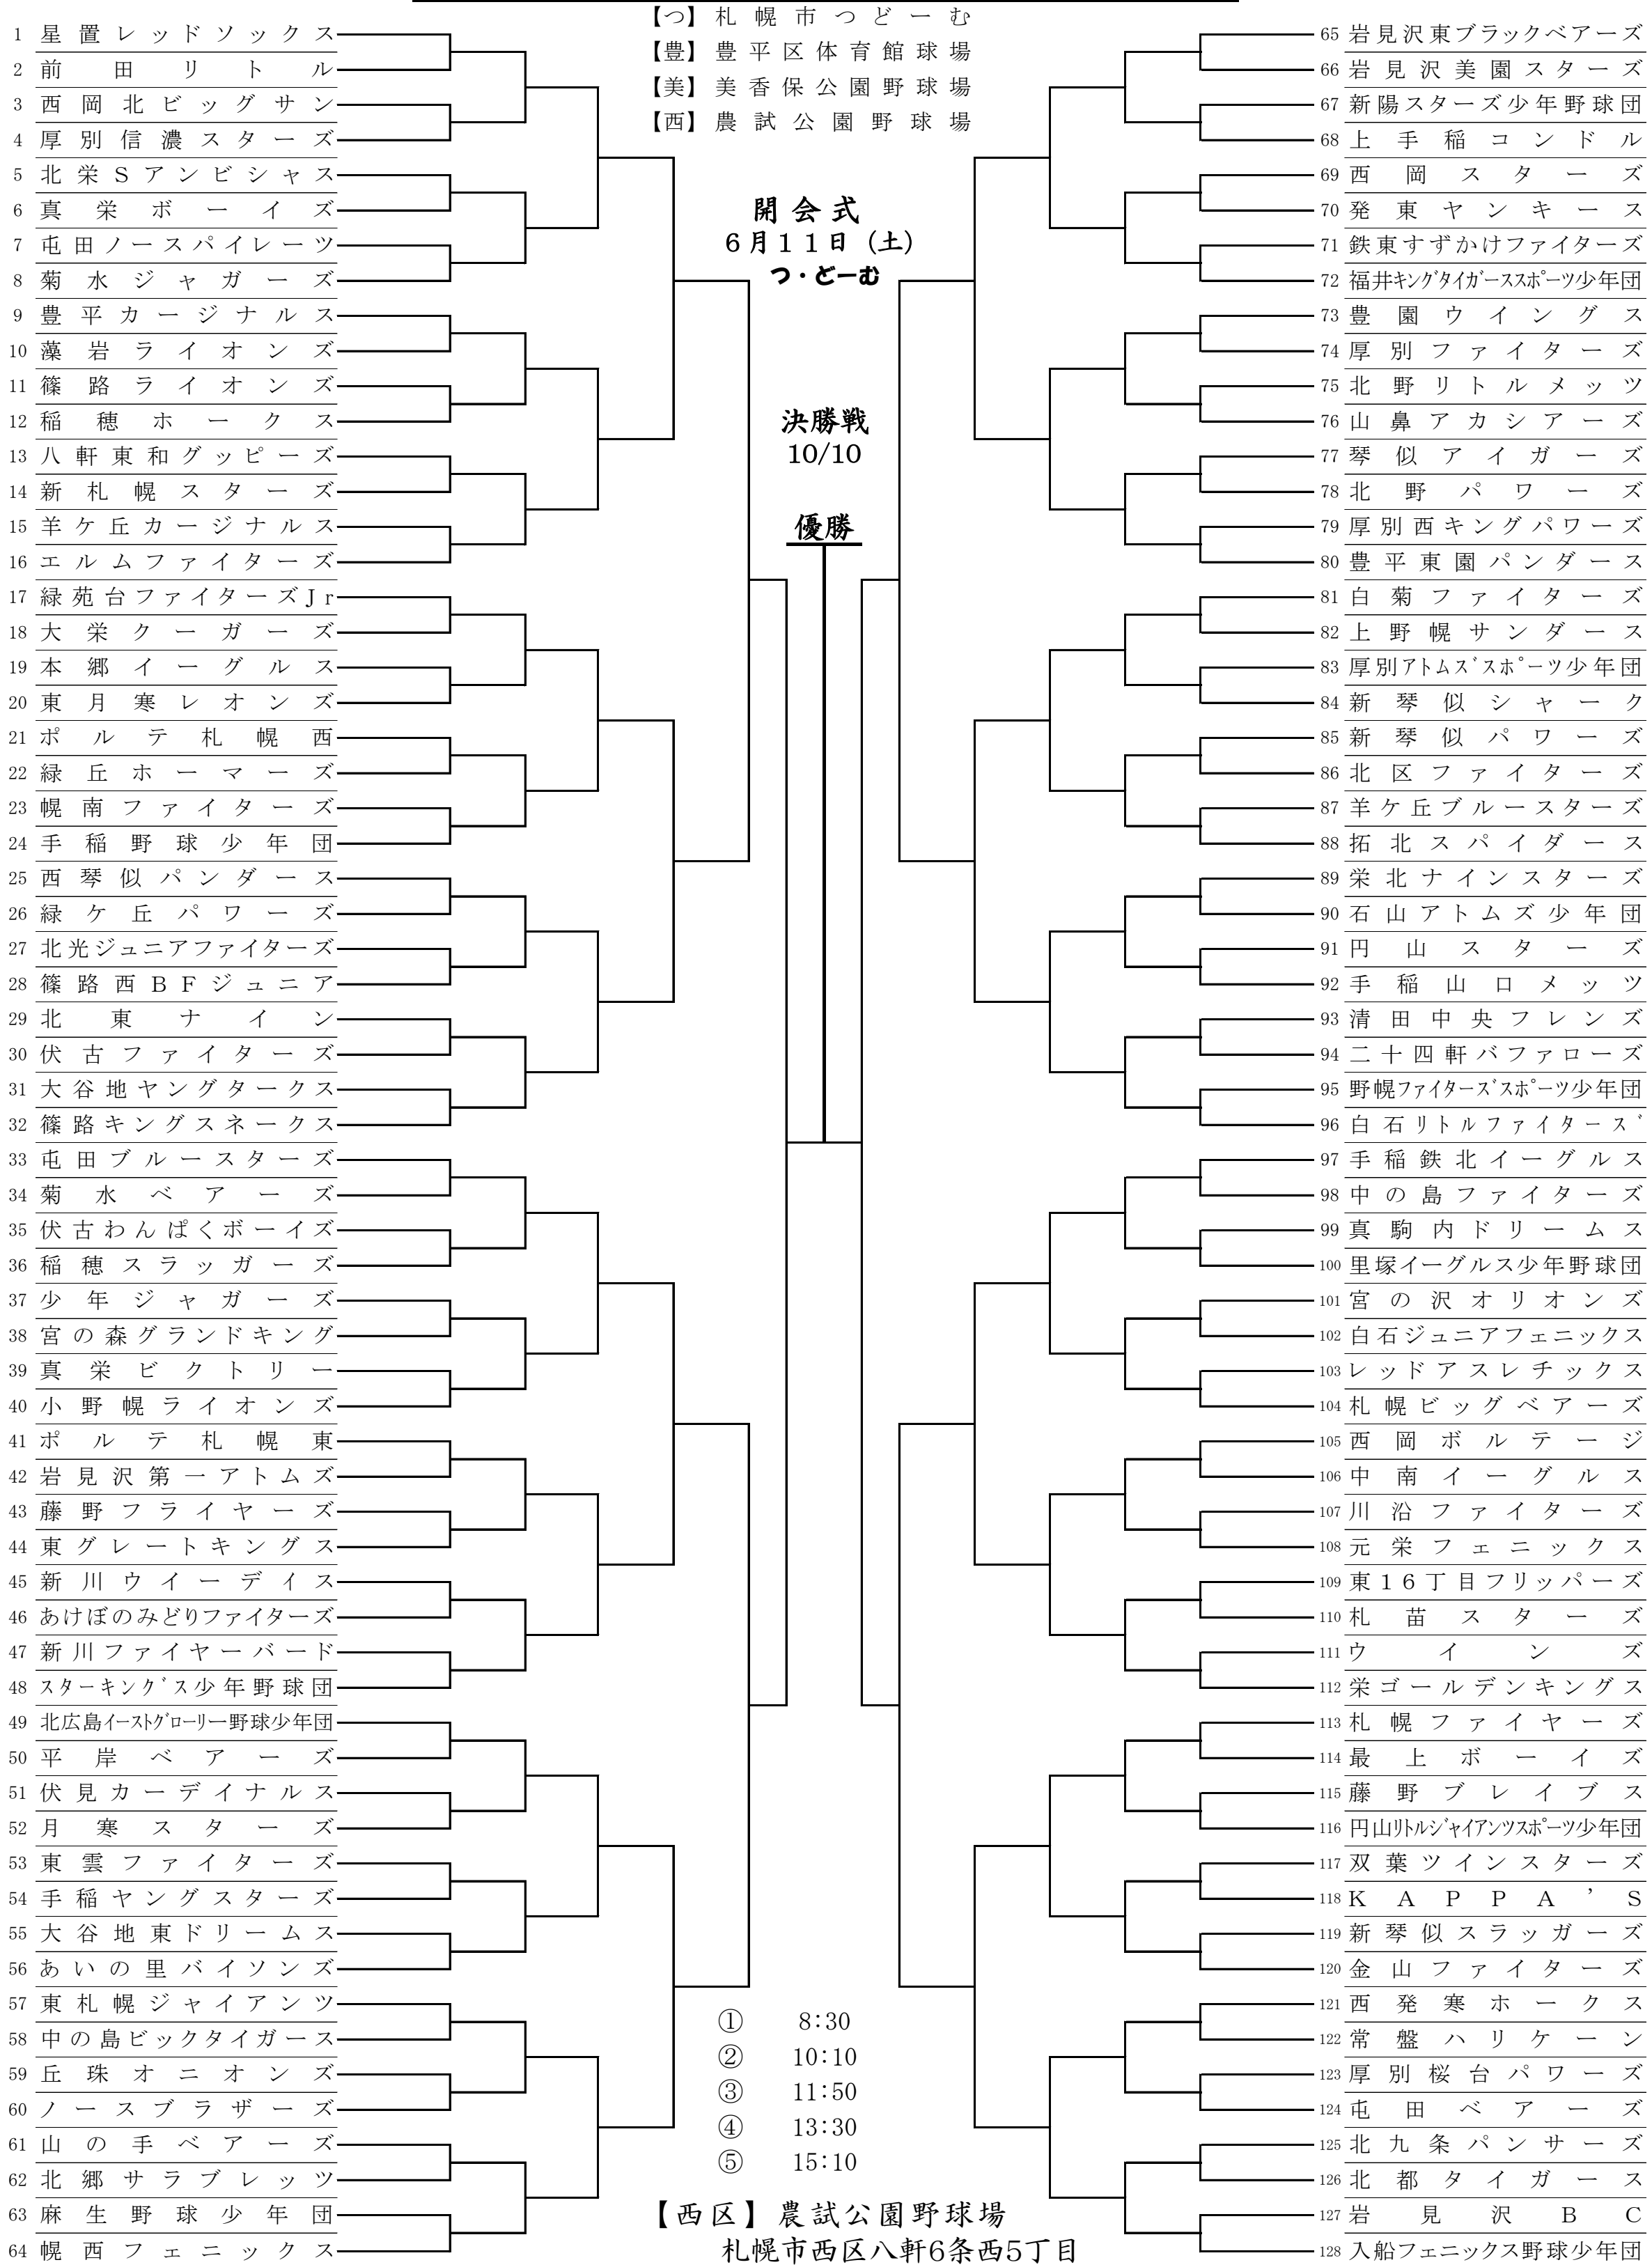 【つ】 札幌市つどーむ
【豊】 豊平区体育館球場
【美】 美香保公園野球場
【西】 農試公園野球場
開会式
6月11日（土）
つ・どーむ
決勝戦
10/10
優勝
1 星置レッドソックス
2 前田リトル
3 西岡北ビッグサン
4 厚別信濃スターズ
5 北栄Sアンビシャス
6 真栄ボーイズ
7 屯田ノースパイレーツ
8 菊水ジャガーズ
9 豊平カージナルス
10 藻岩ライオンズ
11 篠路ライオンズ
12 稲穂ホークス
13 八軒東和グッピーズ
14 新札幌スターズ
15 羊ケ丘カージナルス
16 エルムファイターズ
17 緑苑台ファイターズJr
18 大栄クーガーズ
19 本郷イーグルス
20 東月寒レオンズ
21 ポルテ札幌西
22 緑丘ホーマーズ
23 幌南ファイターズ
24 手稲野球少年団
25 西琴似パンダース
26 緑ケ丘パワーズ
27 北光ジュニアファイターズ
28 篠路西BFジュニア
29 北東ナイン
30 伏古ファイターズ
31 大谷地ヤングタークス
32 篠路キングスネークス
33 屯田ブルースターズ
34 菊水ベアーズ
35 伏古わんぱくボーイズ
36 稲穂スラッガーズ
37 少年ジャガーズ
38 宮の森グランドキング
39 真栄ビクトリー
40 小野幌ライオンズ
41 ポルテ札幌東
42 岩見沢第一アトムズ
43 藤野フライヤーズ
44 東グレートキングス
45 新川ウイーデイス
46 あけぼのみどりファイターズ
47 新川ファイヤーバード
48 スターキングス少年野球団
49 北広島イーストグローリー野球少年団
50 平岸ベアーズ
51 伏見カーデイナルス
52 月寒スターズ
53 東雲ファイターズ
54 手稲ヤングスターズ
55 大谷地東ドリームス
56 あいの里バイソンズ
57 東札幌ジャイアンツ
58 中の島ビックタイガース
59 丘珠オニオンズ
60 ノースブラザーズ
61 山の手ベアーズ
62 北郷サラブレッツ
63 麻生野球少年団
64 幌西フェニックス
65 岩見沢東ブラックベアーズ
66 岩見沢美園スターズ
67 新陽スターズ少年野球団
68 上手稲コンドル
69 西岡スターズ
70 発東ヤンキース
71 鉄東すずかけファイターズ
72 福井キングタイガーススポーツ少年団
73 豊園ウイングス
74 厚別ファイターズ
75 北野リトルメッツ
76 山鼻アカシアーズ
77 琴似アイガーズ
78 北野パワーズ
79 厚別西キングパワーズ
80 豊平東園パンダース
81 白菊ファイターズ
82 上野幌サンダース
83 厚別アトムズスポーツ少年団
84 新琴似シャーク
85 新琴似パワーズ
86 北区ファイターズ
87 羊ケ丘ブルースターズ
88 拓北スパイダース
89 栄北ナインスターズ
90 石山アトムズ少年団
91 円山スターズ
92 手稲山口メッツ
93 清田中央フレンズ
94 二十四軒バファローズ
95 野幌ファイターズスポーツ少年団
96 白石リトルファイターズ
97 手稲鉄北イーグルス
98 中の島ファイターズ
99 真駒内ドリームス
100 里塚イーグルス少年野球団
101 宮の沢オリオンズ
102 白石ジュニアフェニックス
103 レッドアスレチックス
104 札幌ビッグベアーズ
105 西岡ボルテージ
106 中南イーグルス
107 川沿ファイターズ
108 元栄フェニックス
109 東16丁目フリッパーズ
110 札苗スターズ
111 ウインズ
112 栄ゴールデンキングス
113 札幌ファイヤーズ
114 最上ボーイズ
115 藤野ブレイブス
116 円山リトルジャイアンツスポーツ少年団
117 双葉ツインスターズ
118 KAPPA'S
119 新琴似スラッガーズ
120 金山ファイターズ
121 西発寒ホークス
122 常盤ハリケーン
123 厚別桜台パワーズ
124 屯田ベアーズ
125 北九条パンサーズ
126 北都タイガース
127 岩見沢BC
128 入船フェニックス野球少年団
① 8:30
② 10:10
③ 11:50
④ 13:30
⑤ 15:10
【西区】農試公園野球場
札幌市西区八軒6条西5丁目